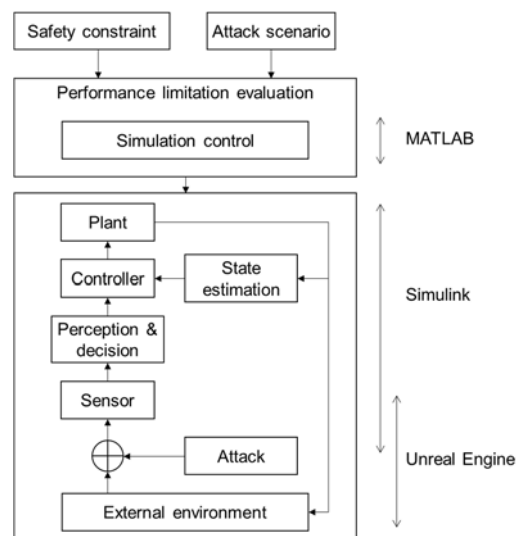 Safety constraint
Attack scenario
Performance limitation evaluation
Simulation control
MATLAB
Plant
Controller
State
estimation
Simulink
Perception &
decision
Sensor
Attack
Unreal Engine
External environment